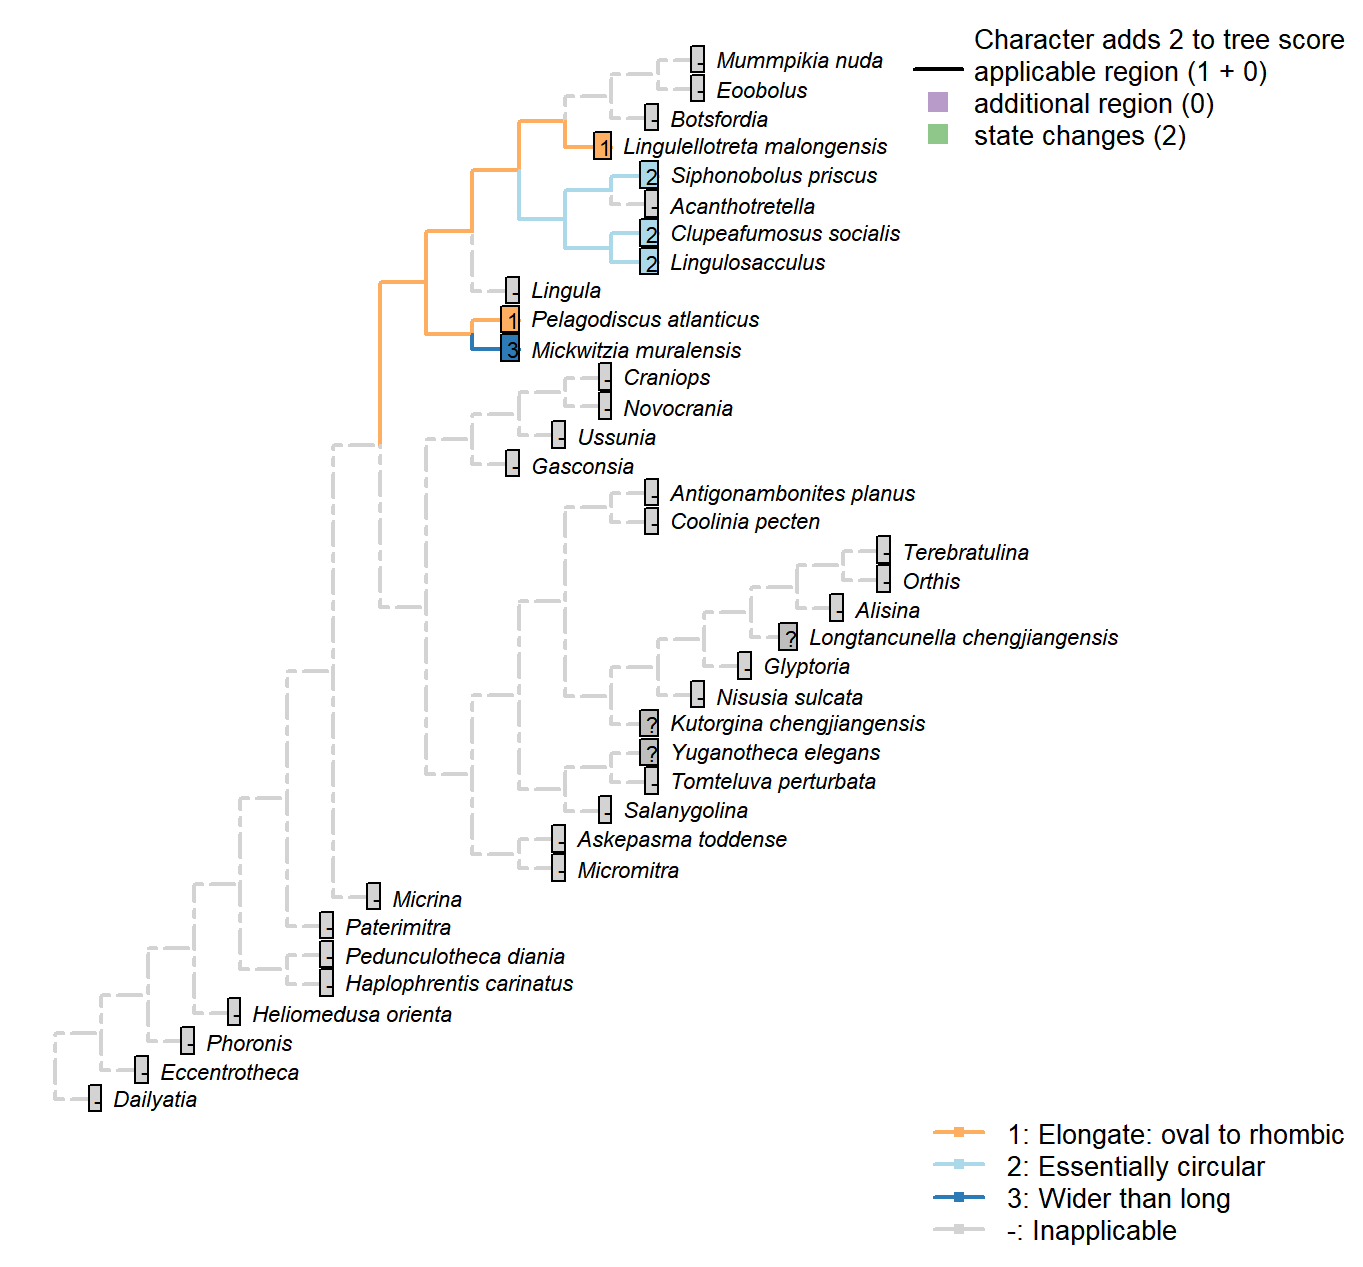 Character adds 2 to tree score
applicable region (1 + 0)
additional region (0)
state changes (2)
- Mummpikia nuda
- Eoobolus
- Botsfordia
1 Lingulellotreta malongensis
2 Siphonobolus priscus
- Acanthotretella
2 Clupeafumosus socialis
2 Lingulosacculus
- Lingula
1 Pelagodiscus atlanticus
3 Mickwitzia muralensis
- Craniops
- Novocrania
- Ussunia
- Gasconsia
- Antigonambonites planus
- Coolinia pecten
- Terebratulina
- Orthis
- Alisina
? Longtancunella chengjiangensis
- Glyptoria
- Nisusia sulcata
? Kutorgina chengjiangensis
? Yuganotheca elegans
- Tomteluva perturbata
- Salanygolina
- Askepasma toddense
- Micromitra
- Micrina
- Paterimitra
- Pedunculotheca diania
- Haplophrentis carinatus
- Heliomedusa orienta
- Phoronis
- Eccentrotheca
- Dailyatia
1: Elongate: oval to rhombic
2: Essentially circular
3: Wider than long
-: Inapplicable